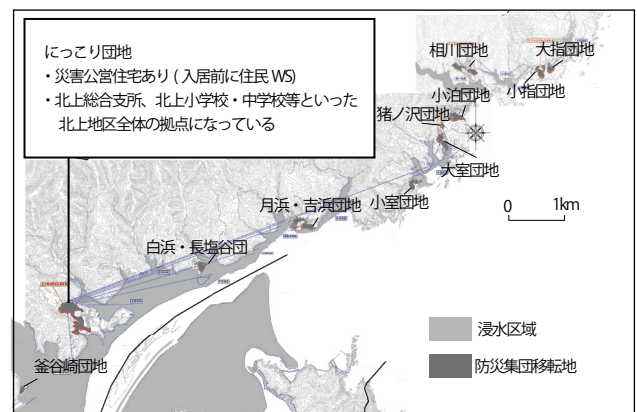 にっこり団地
・災害公営住宅あり ( 入居前に住民 WS)
・北上総合支所、北上小学校・中学校等といった
北上地区全体の拠点になっている
相川団地
大指団地
小指団地
小泊団地
猪ノ沢団地
大室団地
小室団地
月浜・吉浜団地
白浜・長塩谷団
釜谷崎団地
0 1km
浸水区域
防災集団移転地